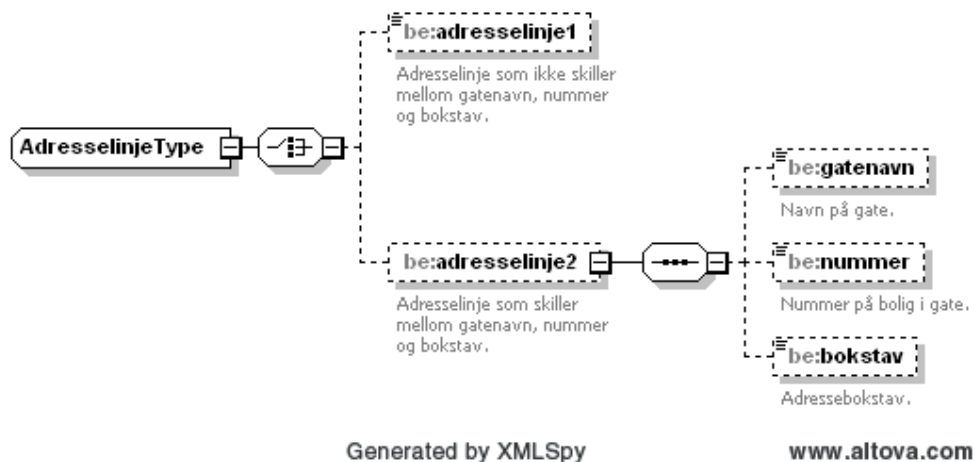 be:adresselinje1
Adresselinje som ikke skiller
mellom gatenavn, nummer
og bokstav.
AdresselinjeType
be:adresselinje2
Adresselinje som skiller
mellom gatenavn, nummer
og bokstav.
be:gatenavn
Navn på gate.
be:nummer
Nummer på bolig i gate.
be:bokstav
Adressebokstav.
Generated by XMLSpy
www.altova.com